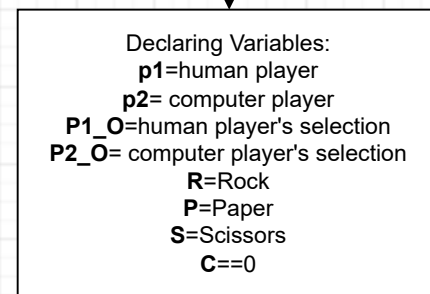 Declaring Variables:
p1=human player
p2= computer player
P1_O=human player's selection
P2_O= computer player's selection
R=Rock
P=Paper
S=Scissors
C==0